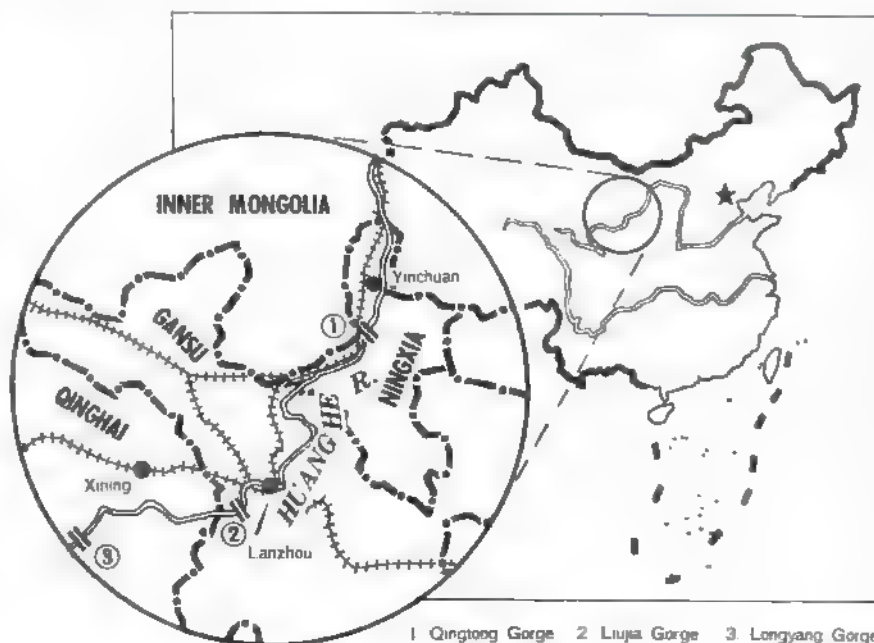 INNER MONGOLIA
Yinchuan
①
GANSU
NINGXIA
QINGHAI
HUANG HE R.
Xining
②
Lanzhou
③
1 Qingtong Gorge 2 Liujia Gorge 3 Longyang Gorge